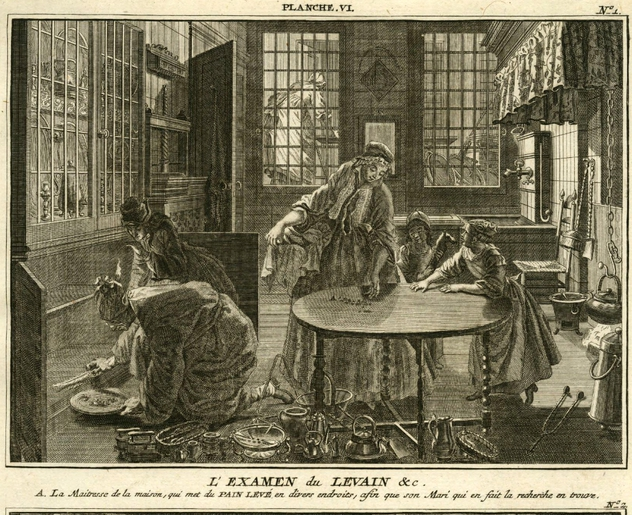 PLANCHE. VI.
N.º 1.
L'EXAMEN du LEVAIN &c.
A. La Maitresse de la maison, qui met du PAIN LEVÉ en divers endroits, afin que son Mari qui en fait la recherche en trouve.
N.º 2.